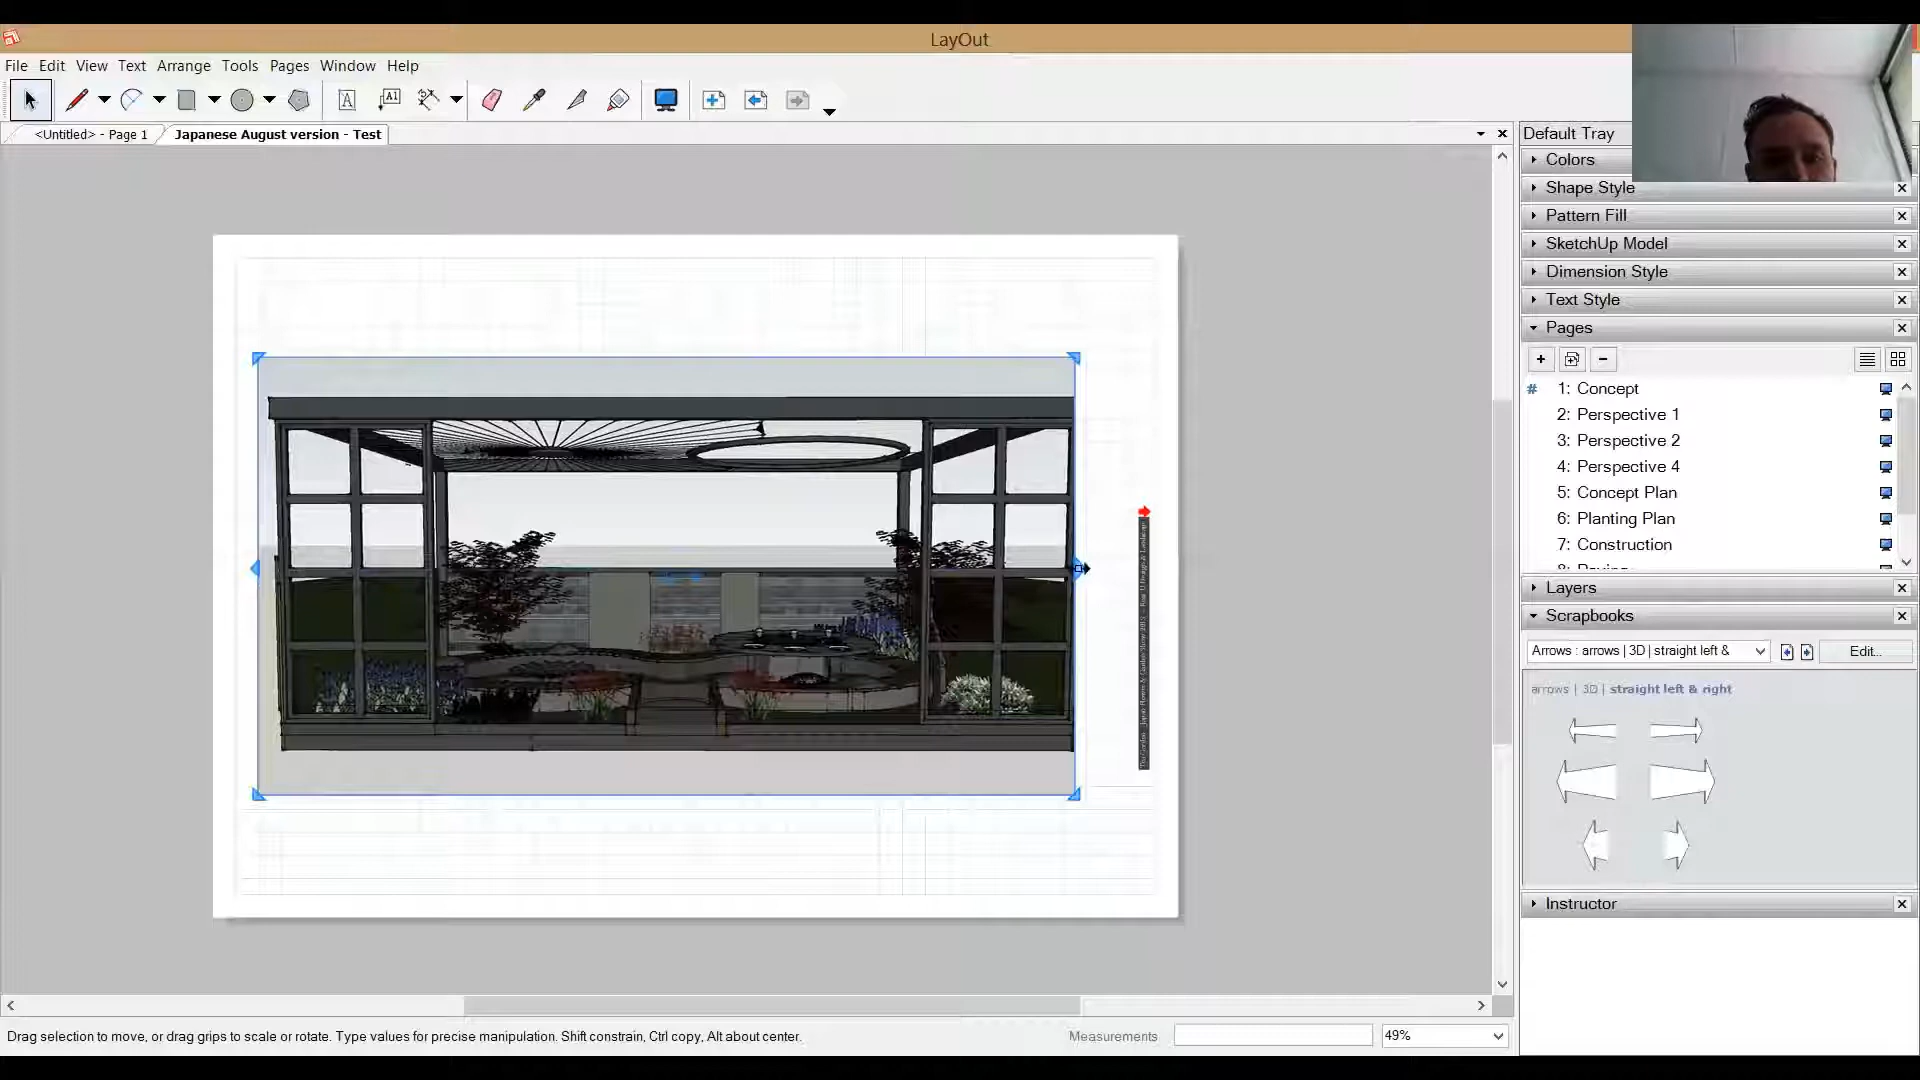 LayOut
File Edit View Text Arrange Tools Pages Window Help
<Untitled> - Page 1
Japanese August version - Test
Default Tray
Colors
Shape Style
Pattern Fill
SketchUp Model
Dimension Style
Text Style
Pages
# 1: Concept
2: Perspective 1
3: Perspective 2
4: Perspective 4
5: Concept Plan
6: Planting Plan
7: Construction
Layers
Scrapbooks
Arrows : arrows | 3D | straight left &
Edit...
arrows | 3D | straight left & right
Instructor
Drag selection to move, or drag grips to scale or rotate. Type values for precise manipulation. Shift constrain, Ctrl copy, Alt about center.
Measurements
49%